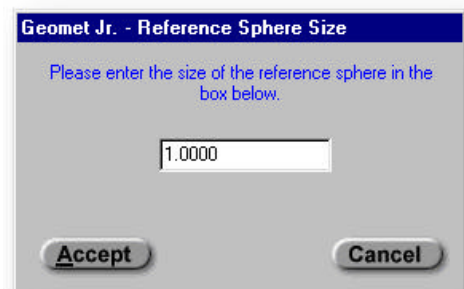 Geomet Jr. - Reference Sphere Size
Please enter the size of the reference sphere in the
box below.
1.0000
Accept
Cancel